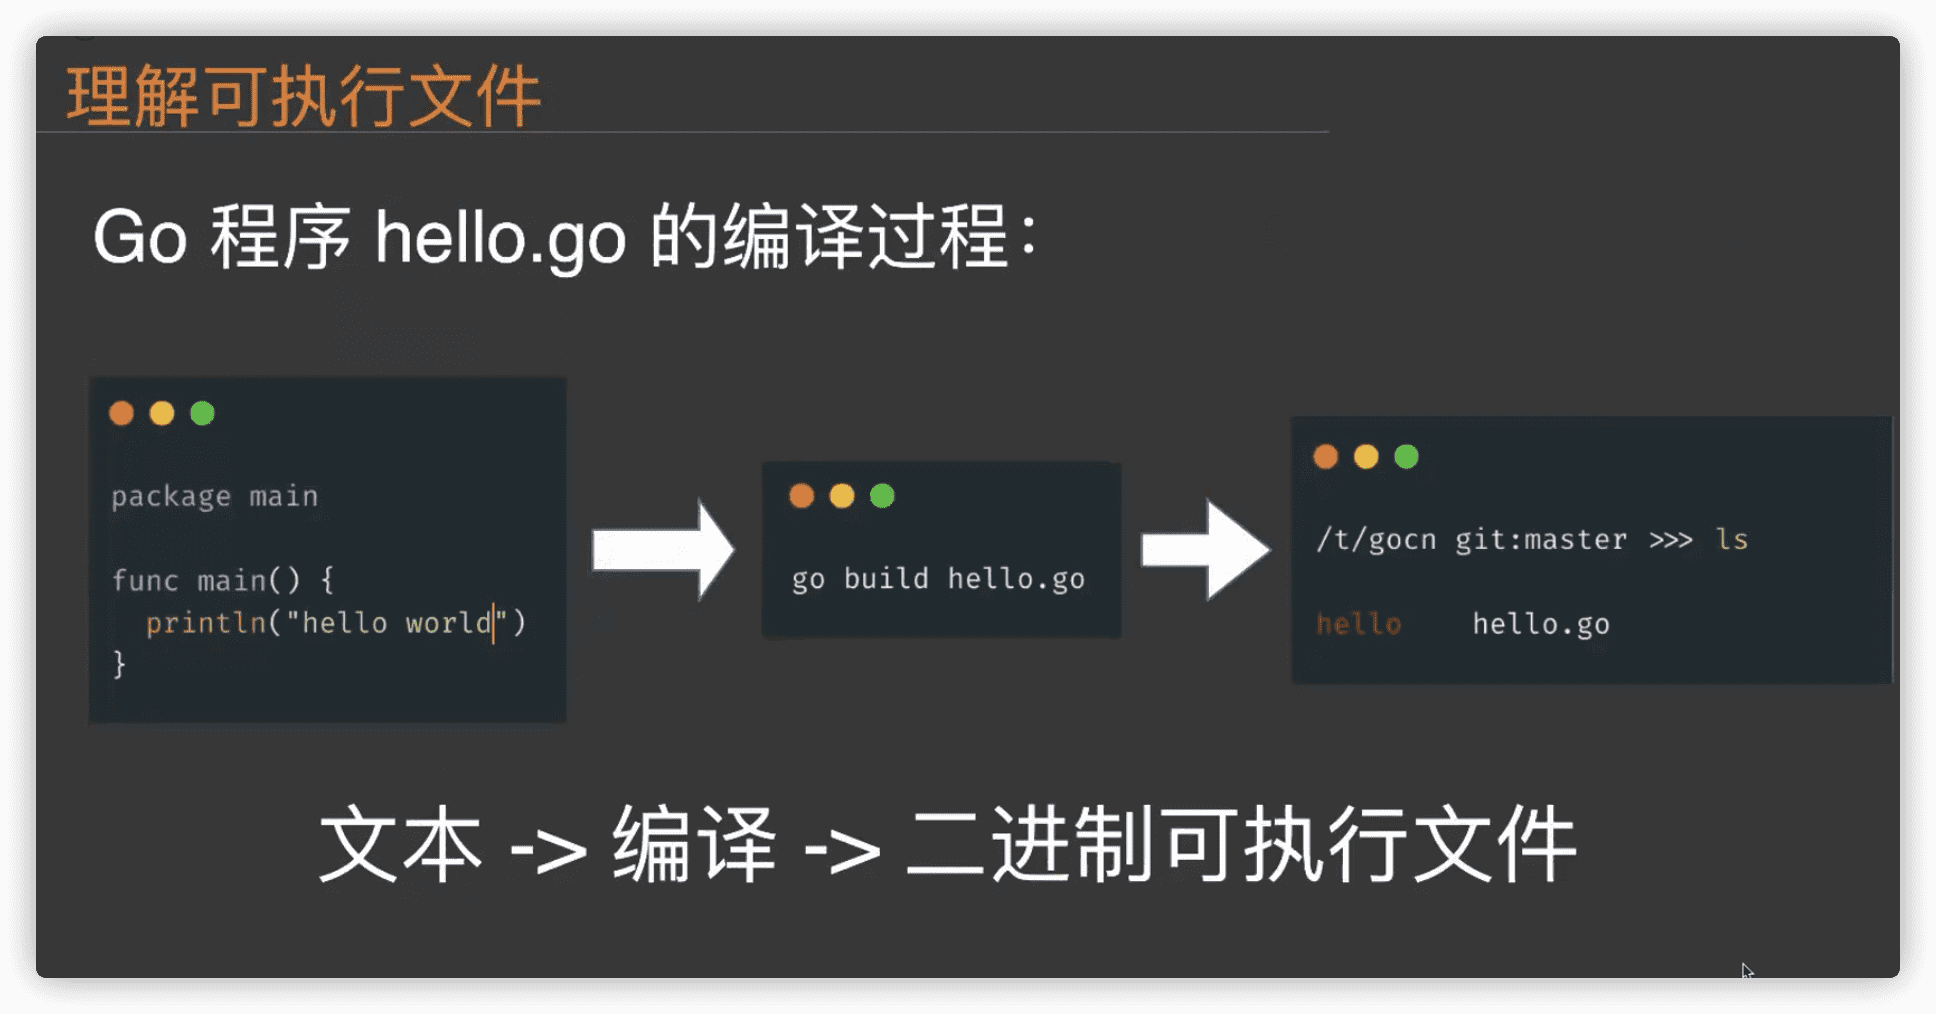 理解可执行文件
Go 程序 hello.go 的编译过程：
package main
func main() {
println("hello world")
}
go build hello.go
/t/gocn git:master >>> ls
hello hello.go
文本 -> 编译 -> 二进制可执行文件